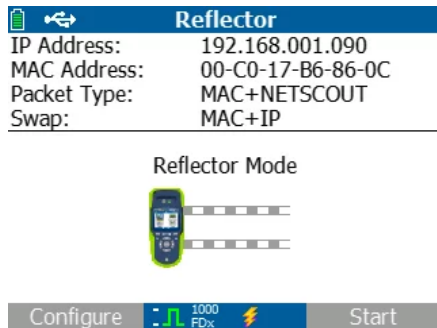 Reflector
IP Address: 192.168.001.090
MAC Address: 00-C0-17-B6-86-0C
Packet Type: MAC+NETSCOUT
Swap: MAC+IP
Reflector Mode
Configure 1000 FDx Start